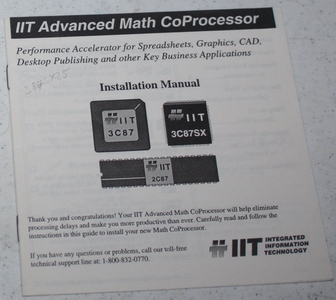 IIT Advanced Math CoProcessor
Performance Accelerator for Spreadsheets, Graphics, CAD,
Desktop Publishing and other Key Business Applications
Installation Manual
IIT
3C87
IIT
3C87SX
IIT
2C87
Thank you and congratulations! Your IIT Advanced Math CoProcessor will help eliminate
processing delays and make you more productive than ever. Carefully read and follow the
instructions in this guide to install your new Math CoProcessor.
If you have any questions or problems, call our toll-free
technical support line at: 1-800-832-0770.
IIT INTEGRATED
INFORMATION
TECHNOLOGY